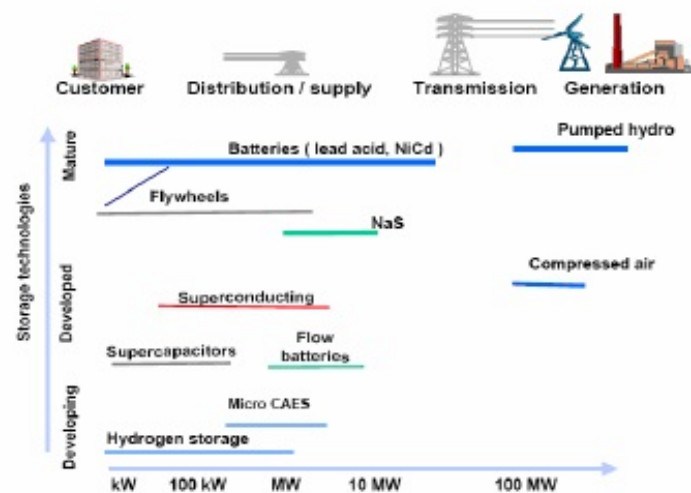 Customer
Distribution / supply
Transmission
Generation
Storage technologies
Mature
Developed
Developing
Batteries ( lead acid, NiCd )
Pumped hydro
Flywheels
NaS
Compressed air
Superconducting
Supercapacitors
Flow
batteries
Micro CAES
Hydrogen storage
kW
100 kW
MW
10 MW
100 MW